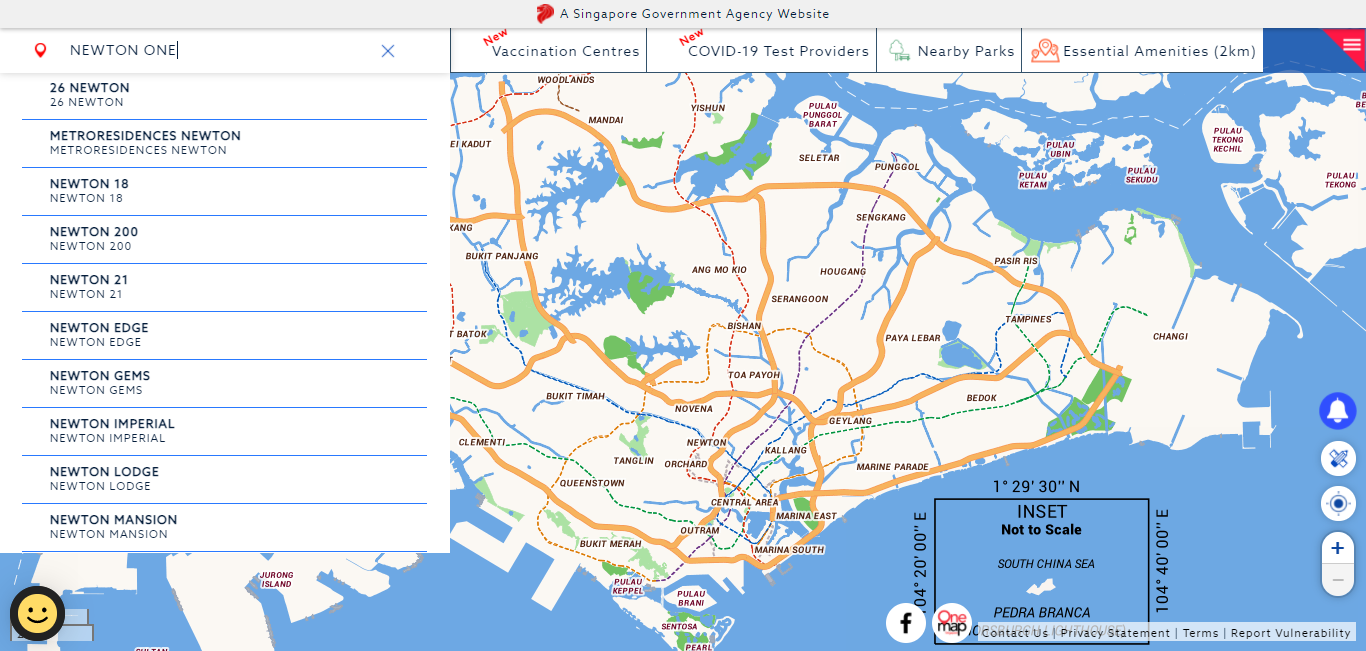 A Singapore Government Agency Website
NEWTON ONE
New
Vaccination Centres
New
COVID-19 Test Providers
Nearby Parks
Essential Amenities (2km)
26 NEWTON
26 NEWTON
METRORESIDENCES NEWTON
METRORESIDENCES NEWTON
NEWTON 18
NEWTON 18
NEWTON 200
NEWTON 200
NEWTON 21
NEWTON 21
NEWTON EDGE
NEWTON EDGE
NEWTON GEMS
NEWTON GEMS
NEWTON IMPERIAL
NEWTON IMPERIAL
NEWTON LODGE
NEWTON LODGE
NEWTON MANSION
NEWTON MANSION
WOODLANDS
YISHUN
MANDAI
EI KADUT
PULAU
PUNGGOL
BARAT
SELETAR
PUNGGOL
PULAU
UBIN
PULAU
KETAM
PULAU
SEKUDU
PULAU
TEKONG
KECHIL
PULAU
TEKONG
KANG
BUKIT PANJANG
SENGKANG
ANG MO KIO
HOUGANG
PASIR RIS
SERANGOON
TAMPINES
CHANGI
T BATOK
BISHAN
PAYA LEBAR
TOA PAYOH
BUKIT TIMAH
NOVENA
BEDOK
GEYLANG
CLEMENTI
NEWTON
KALLANG
TANGLIN
ORCHARD
MARINE PARADE
QUEENSTOWN
CENTRAL AREA
MARINA EAST
OUTRAM
BUKIT MERAH
MARINA SOUTH
JURONG
ISLAND
PULAU
KEPPEL
PULAU
BRANI
SENTOSA
PEARL
1° 29' 30'' N
INSET
Not to Scale
SOUTH CHINA SEA
PEDRA BRANCA
04° 20' 00'' E
104° 40' 00'' E
One
map
Contact Us | Privacy Statement | Terms | Report Vulnerability